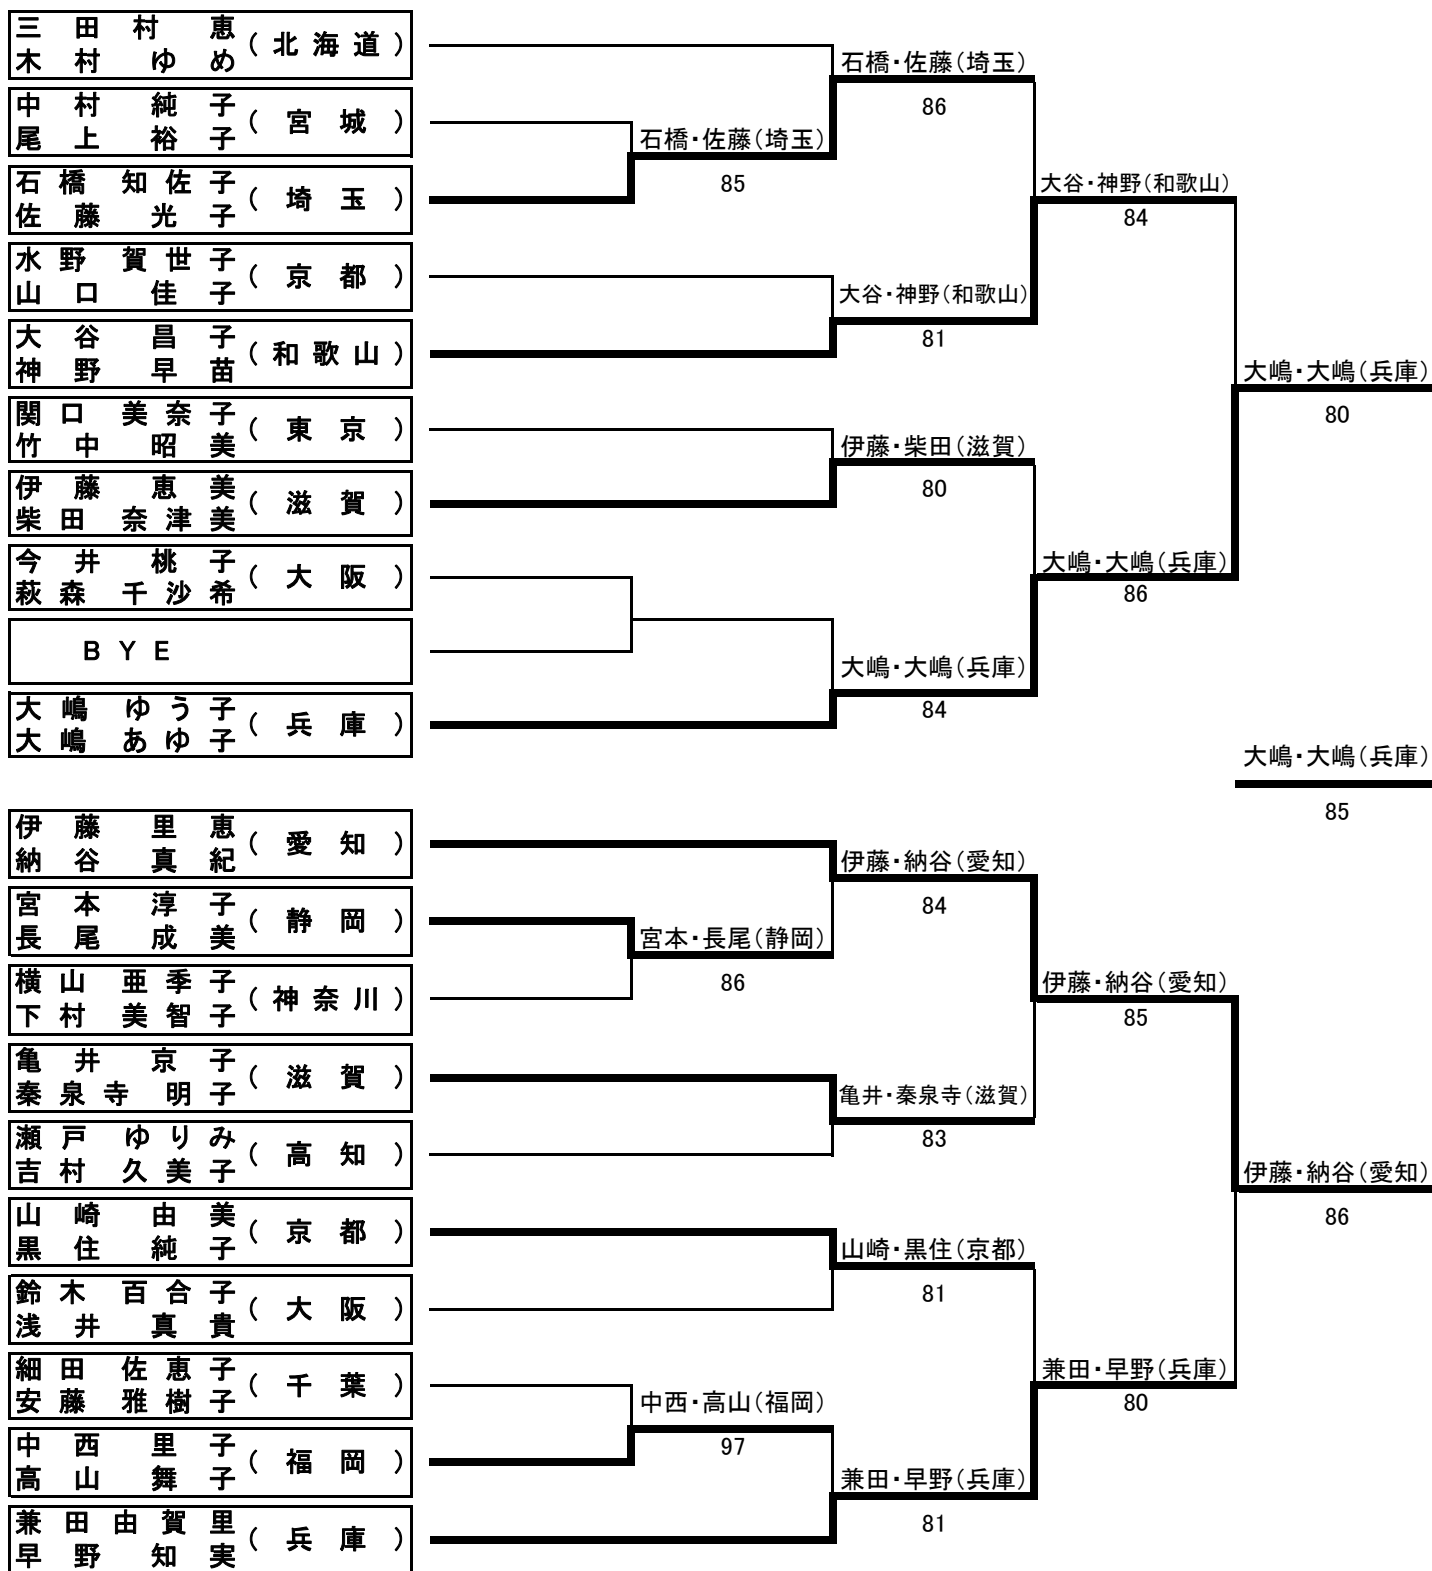 三田村 恵
木村 ゆめ
(北海道)
中村 純子
尾上 裕子
(宮城)
石橋 知佐子
佐藤 光子
(埼玉)
水野 賀世子
山口 佳子
(京都)
大谷 昌子
神野 早苗
(和歌山)
関口 美奈子
竹中 昭美
(東京)
伊藤 恵美
柴田 奈津美
(滋賀)
今井 桃子
萩森 千沙希
(大阪)
BYE
大嶋 ゆう子
大嶋 あゆ子
(兵庫)
石橋・佐藤(埼玉)
85
石橋・佐藤(埼玉)
86
大谷・神野(和歌山)
81
伊藤・柴田(滋賀)
80
大嶋・大嶋(兵庫)
84
大谷・神野(和歌山)
84
大嶋・大嶋(兵庫)
86
大嶋・大嶋(兵庫)
80
大嶋・大嶋(兵庫)
85
伊藤 里恵
納谷 真紀
(愛知)
宮本 淳子
長尾 成美
(静岡)
横山 亜季子
下村 美智子
(神奈川)
亀井 京子
秦泉寺 明子
(滋賀)
瀬戸 ゆりみ
吉村 久美子
(高知)
山崎 由美
黒住 純子
(京都)
鈴木 百合子
浅井 真貴
(大阪)
細田 佐恵子
安藤 雅樹子
(千葉)
中西 里子
高山 舞子
(福岡)
兼田 由賀里
早野 知実
(兵庫)
宮本・長尾(静岡)
86
中西・高山(福岡)
97
伊藤・納谷(愛知)
84
亀井・秦泉寺(滋賀)
83
山崎・黒住(京都)
81
兼田・早野(兵庫)
81
伊藤・納谷(愛知)
85
兼田・早野(兵庫)
80
伊藤・納谷(愛知)
86